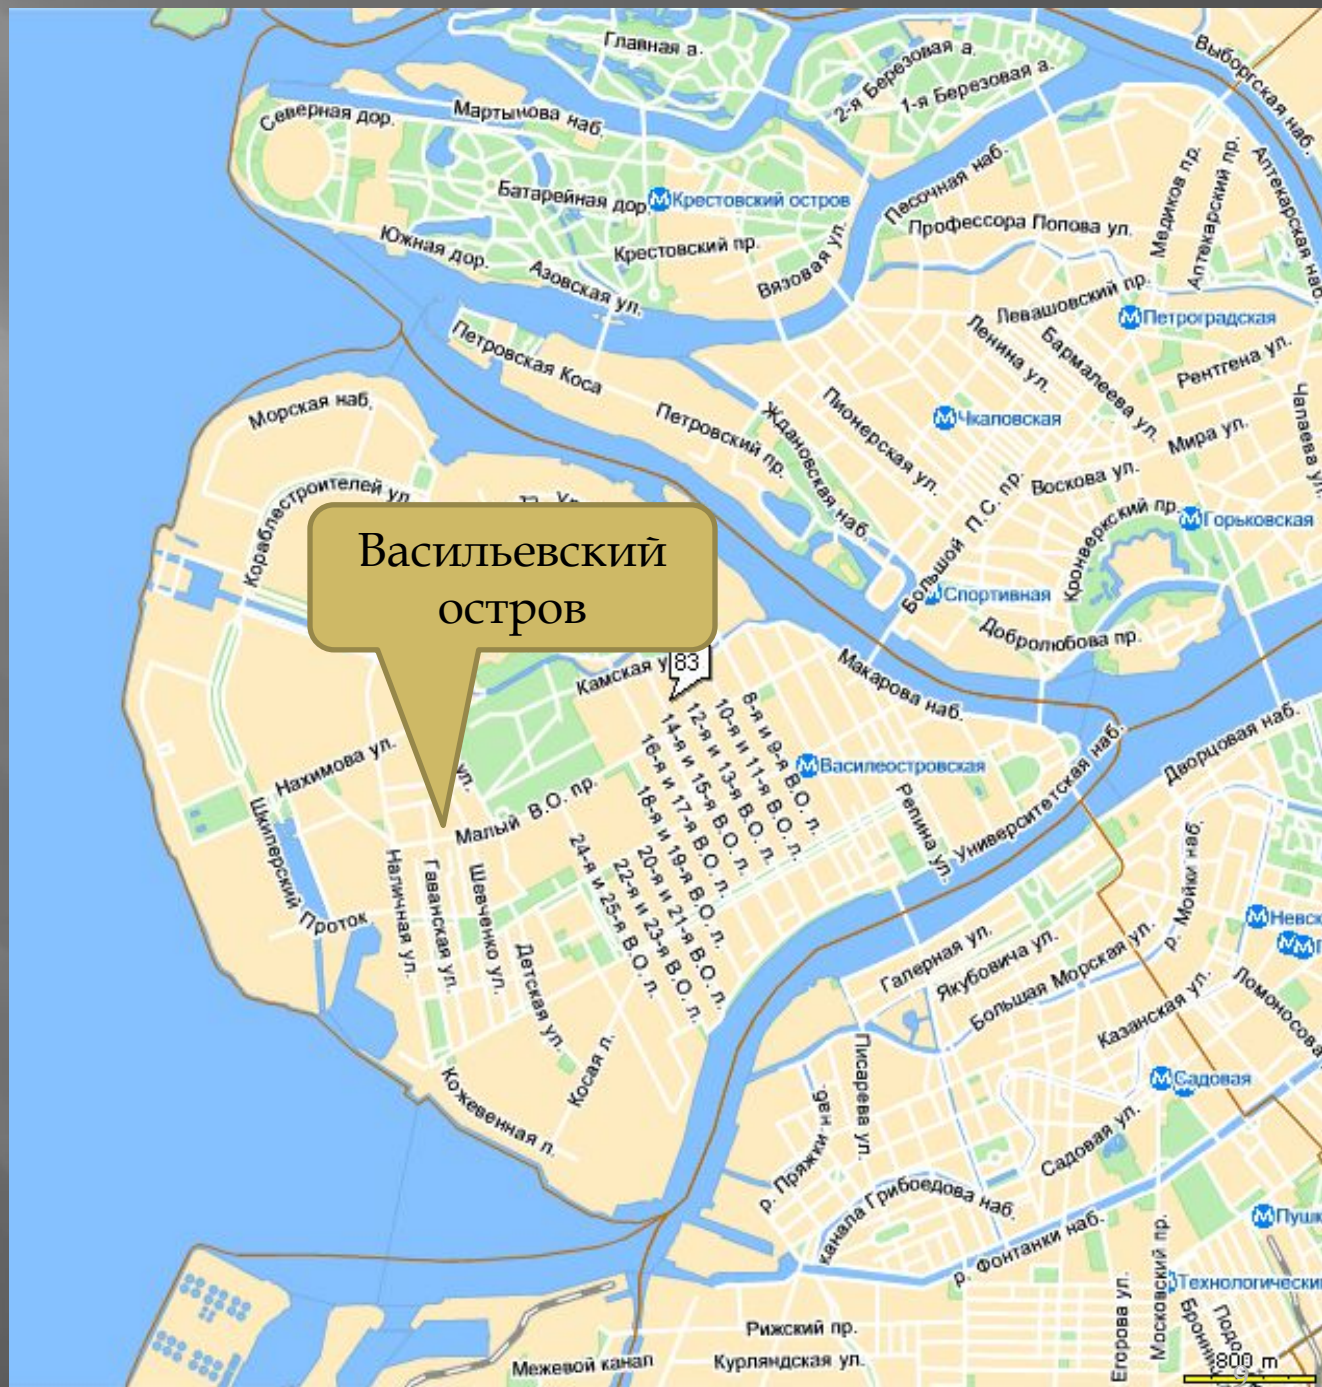 Главная а.
2-я Березовая а.
1-я Березовая а.
Выборгская наб.
Северная дор.
Мартынова наб.
Батарейная дор.
Крестовский остров
Песочная наб.
Профессора Попова ул.
Медиков пр.
Аптекарский пр.
Аптекарская наб.
Южная дор.
Крестовский пр.
Азовская ул.
Вязовая ул.
Левашовский пр.
Петроградская
Ленина ул.
Бармалеева ул.
Рентгена ул.
Петровская Коса
Морская наб.
Петровский пр.
Ждановская наб.
Пионерская ул.
Чкаловская
Мира ул.
Чапаева ул.
Воскова ул.
Большой П.С. пр.
Кронверкский пр.
Горьковская
Кораблестроителей ул.
Васильевский
остров
Спортивная
Добролюбова пр.
Камская у
83
Макарова наб.
8-я и 9-я В.О. л.
10-я и 11-я В.О. л.
12-я и 13-я В.О. л.
14-я и 15-я В.О. л.
16-я и 17-я В.О. л.
18-я и 19-я В.О. л.
20-я и 21-я В.О. л.
22-я и 23-я В.О. л.
24-я и 25-я В.О. л.
Василеостровская
Репина ул.
Университетская наб.
Дворцовая наб.
Нахимова ул.
ул.
Малый В.О. пр.
Шкиперский Проток
Наличная ул.
Гаванская ул.
Шевченко ул.
Детская ул.
Косая л.
Кожевенная л.
р. Мойки наб.
Невск
Галерная ул.
Якубовича ул.
Большая Морская ул.
Казанская ул.
Ломоносова
Писарева ул.
р. Пряжки наб.
Садовая
Садовая ул.
канала Грибоедова наб.
р. Фонтанки наб.
Пушк
Московский пр.
Егорова ул.
Технологический
Рижский пр.
Межевой канал
Курляндская ул.
800 m